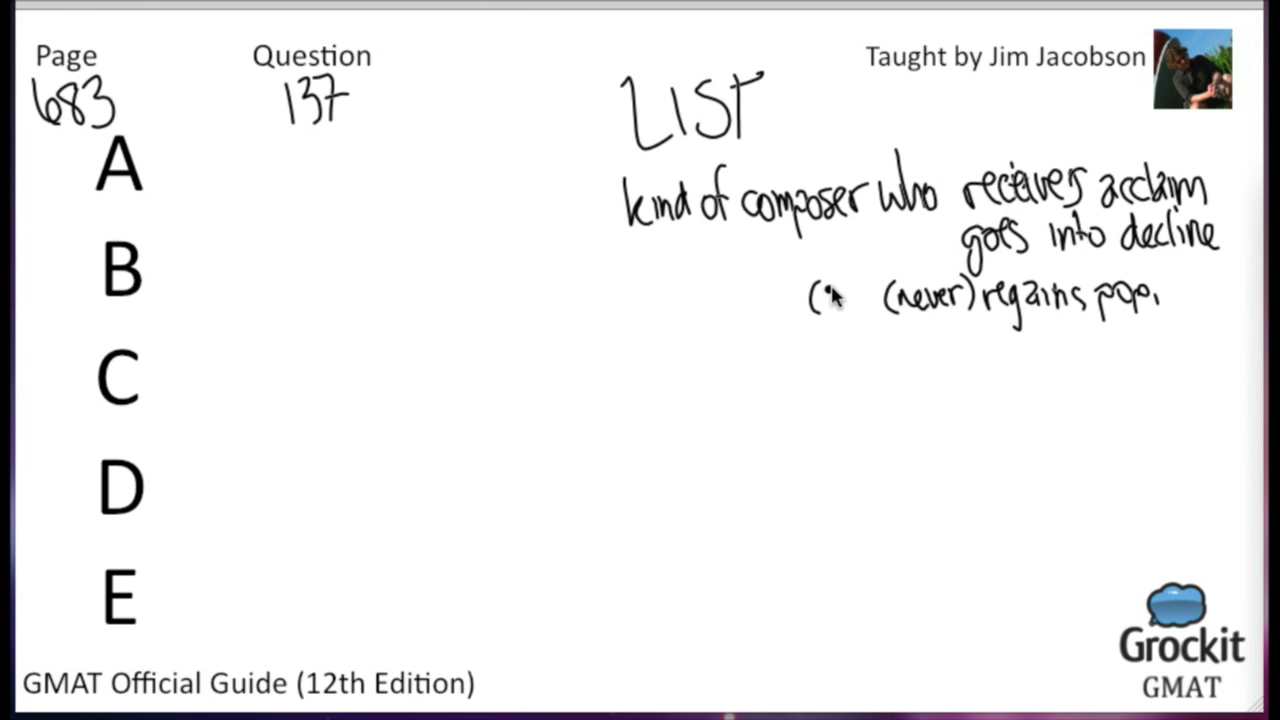 Page Question Taught by Jim Jacobson
683 137
LIST
A
kind of composer who receives acclaim
goes into decline
B
(• (never) regains pop.
C
D
E
Grockit
GMAT
GMAT Official Guide (12th Edition)